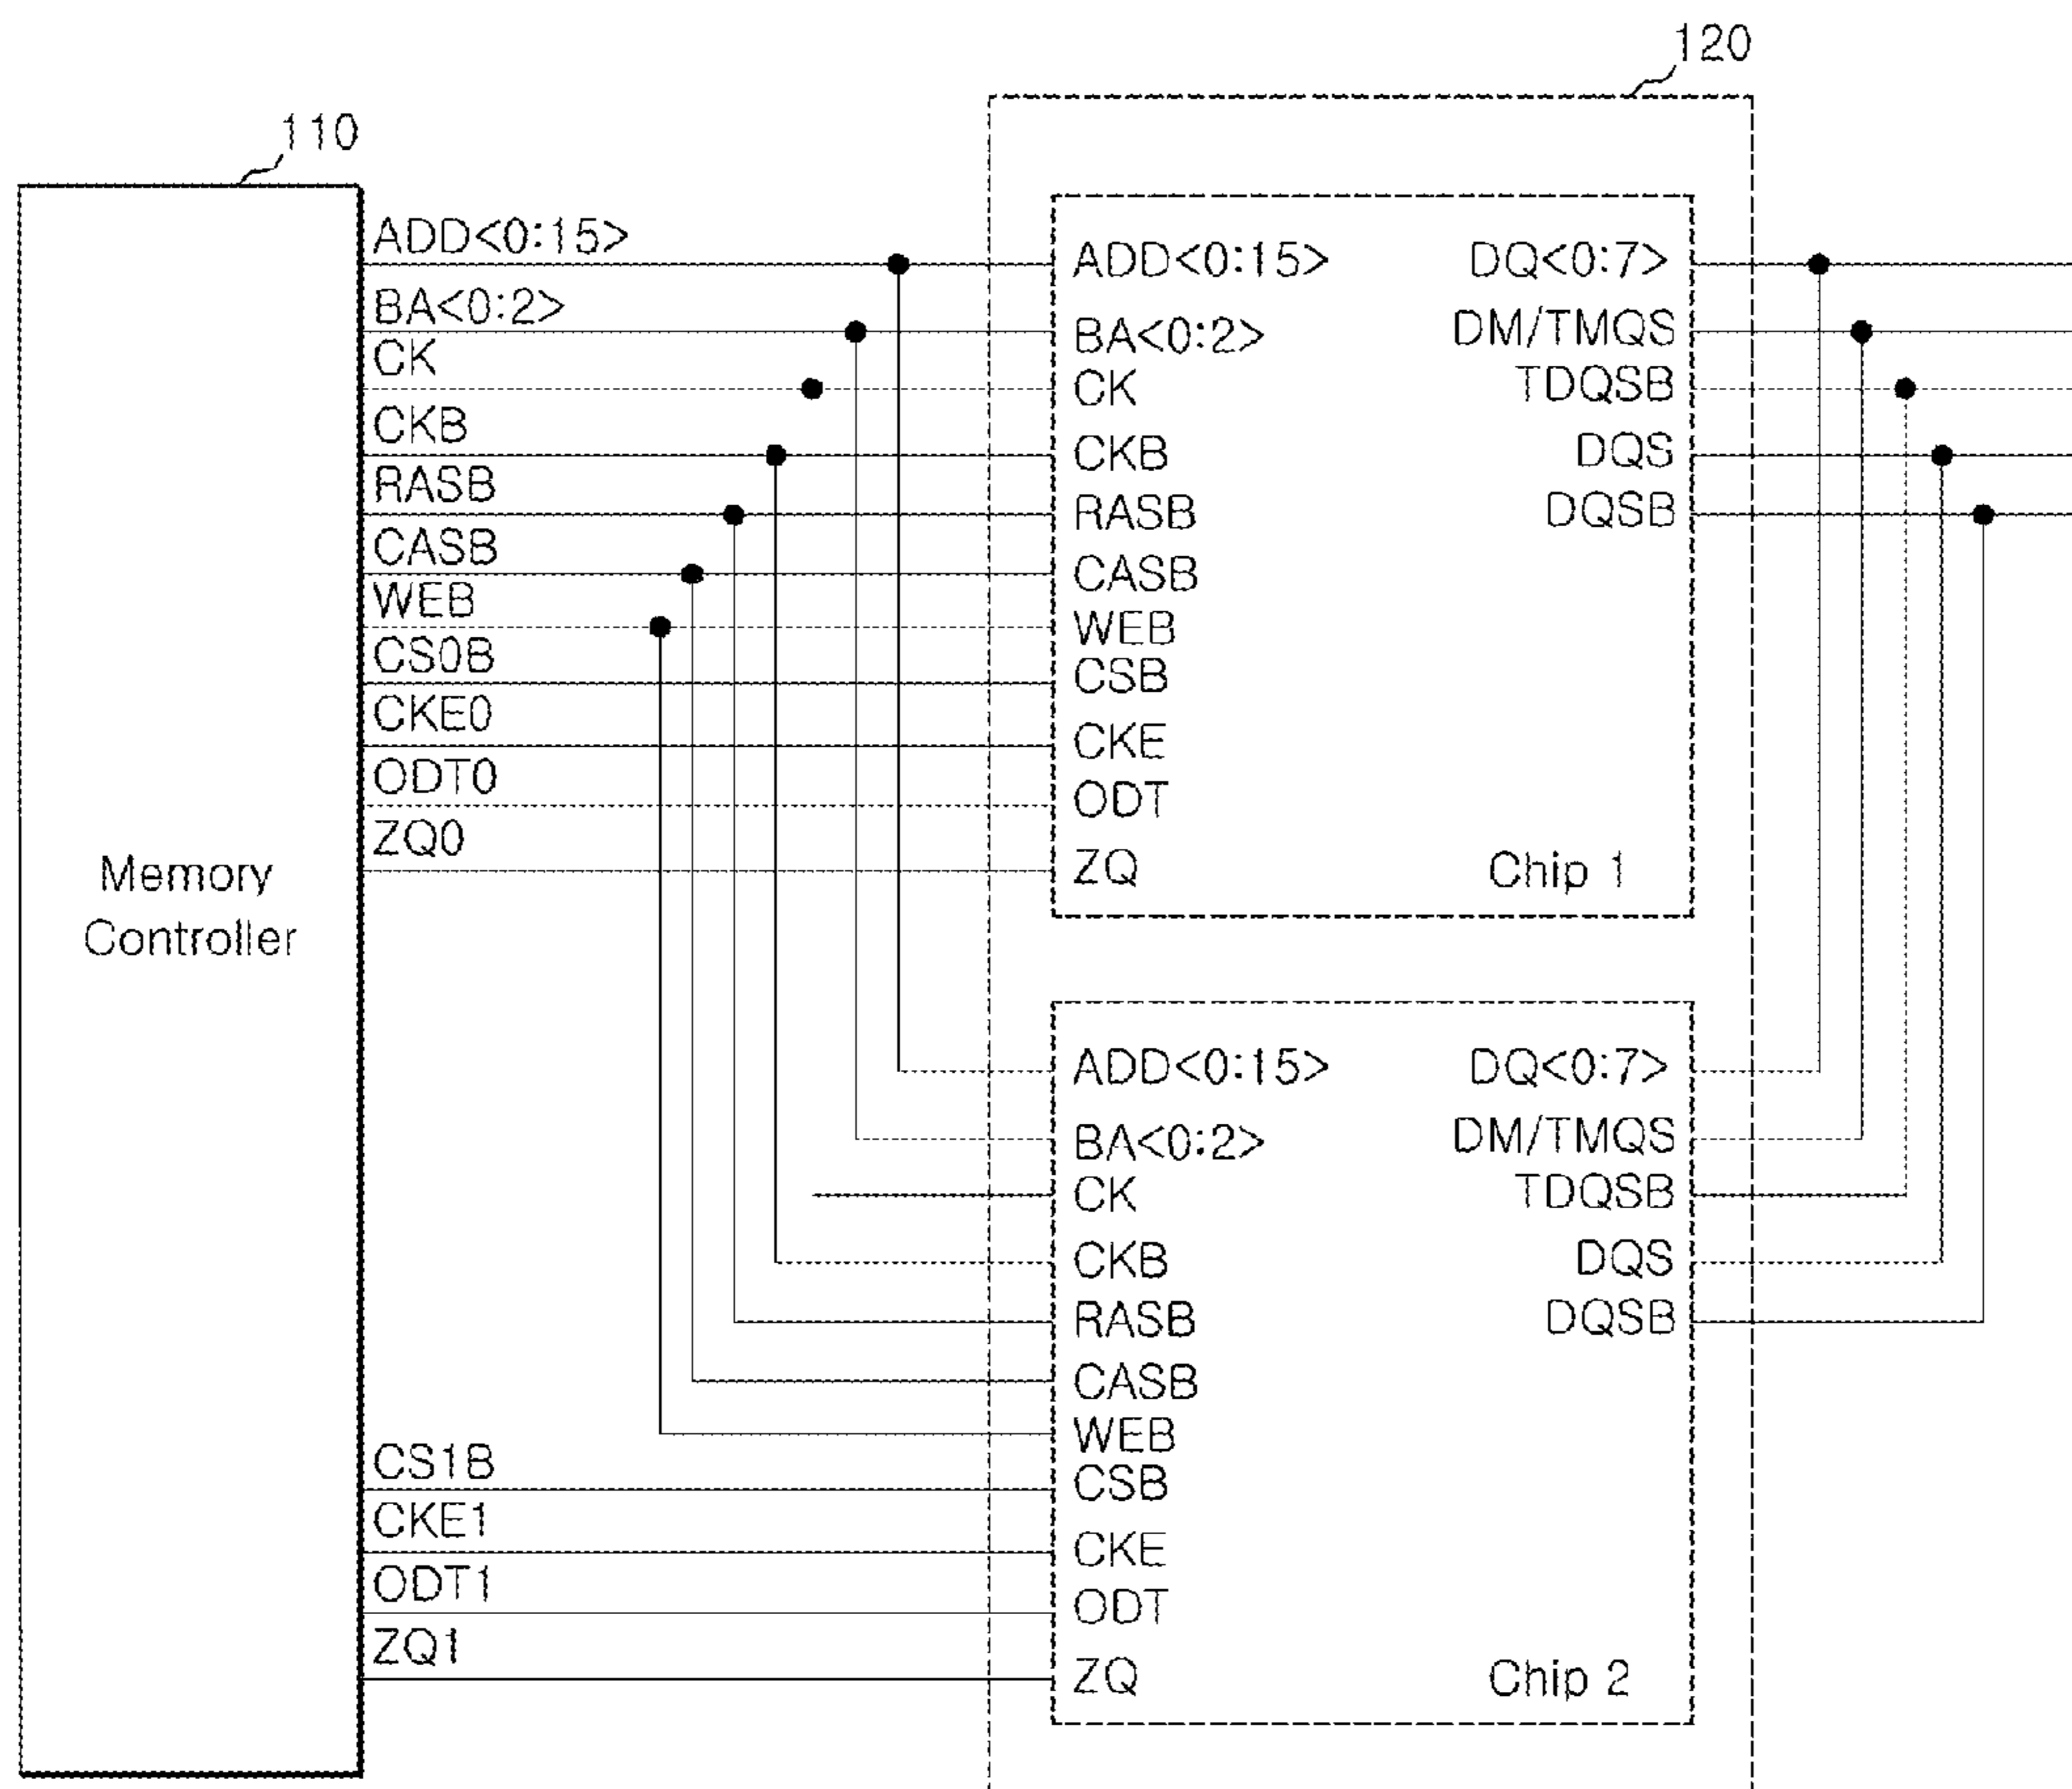 120
110
ADD<0:15>
BA<0:2>
CK
CKB
RASB
CASB
WEB
CS0B
CKE0
ODT0
ZQ0
Memory
Controller
CS1B
CKE1
ODT1
ZQ1
ADD<0:15>
BA<0:2>
CK
CKB
RASB
CASB
WEB
CSB
CKE
ODT
ZQ
DQ<0:7>
DM/TMQS
TDQSB
DQS
DQSB
Chip 1
ADD<0:15>
BA<0:2>
CK
CKB
RASB
CASB
WEB
CSB
CKE
ODT
ZQ
DQ<0:7>
DM/TMQS
TDQSB
DQS
DQSB
Chip 2